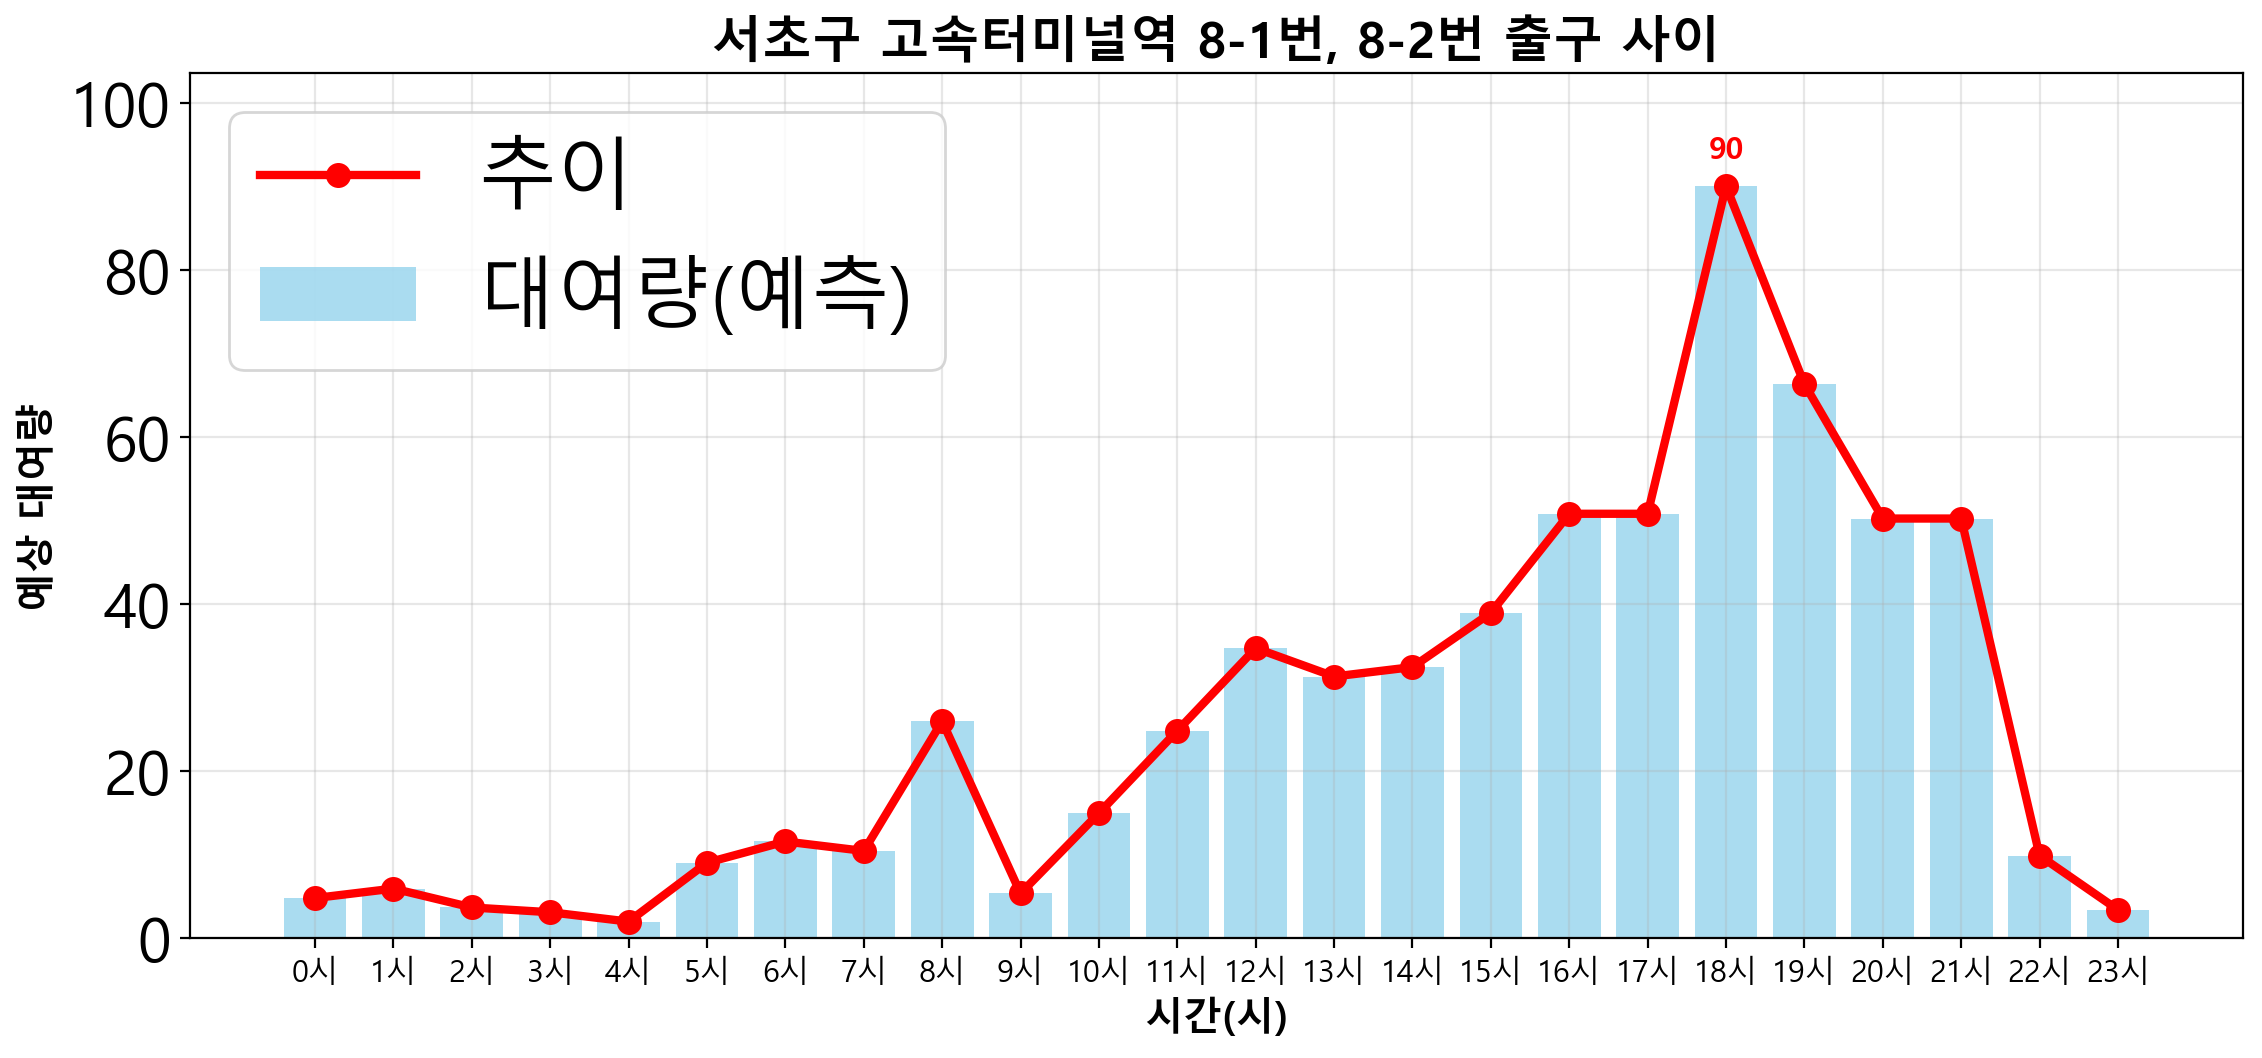 서초구 고속터미널역 8-1번, 8-2번 출구 사이
추이
대여량(예측)
예상 대여량
100
80
60
40
20
0
90
0시 1시 2시 3시 4시 5시 6시 7시 8시 9시 10시 11시 12시 13시 14시 15시 16시 17시 18시 19시 20시 21시 22시 23시
시간(시)